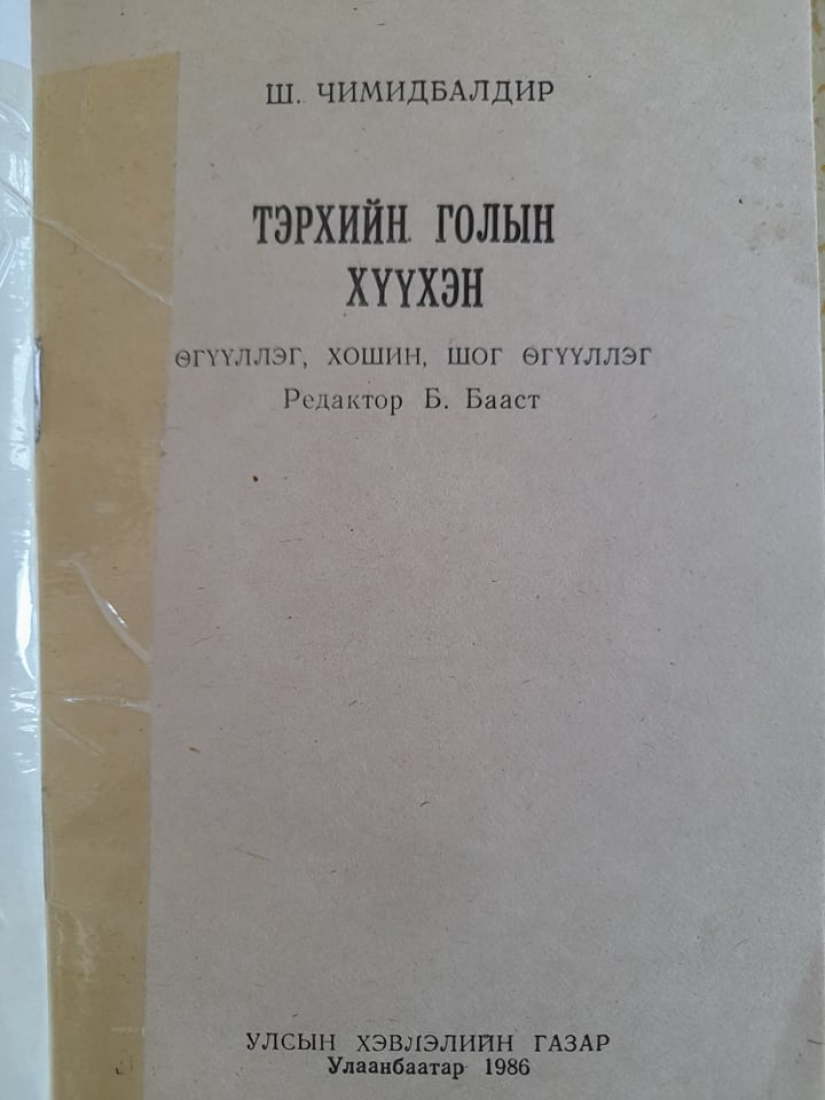 Ш. ЧИМИДБАЛДИР
ТЭРХИЙН ГОЛЫН
ХҮҮХЭН
ӨГҮҮЛЛЭГ, ХОШИН, ШОГ ӨГҮҮЛЛЭГ
Редактор Б. Бааст
УЛСЫН ХЭВЛЭЛИЙН ГАЗАР
Улаанбаатар 1986